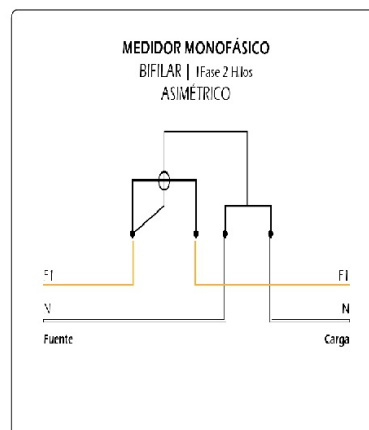 MEDIDOR MONOFÁSICO
BIFILAR | 1Fase 2 Hilos
ASIMÉTRICO
F1 F1
N N
Fuente Carga